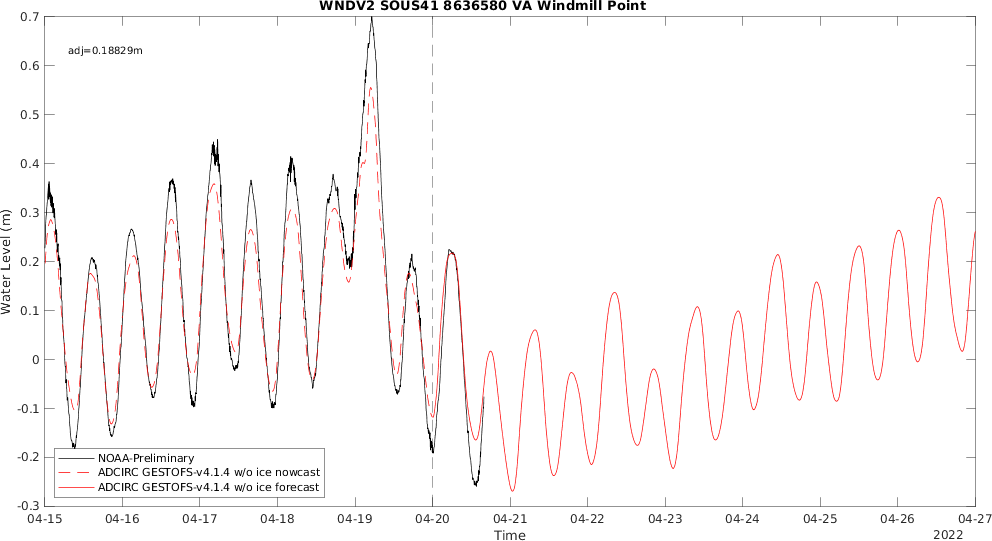 WNDV2 SOUS41 8636580 VA Windmill Point
adj=0.18829m
0.7
0.6
0.5
0.4
0.3
0.2
0.1
0
-0.1
-0.2
-0.3
Water Level (m)
NOAA-Preliminary
ADCIRC GESTOFS-v4.1.4 w/o ice nowcast
ADCIRC GESTOFS-v4.1.4 w/o ice forecast
04-15 04-16 04-17 04-18 04-19 04-20 04-21 04-22 04-23 04-24 04-25 04-26 04-27
Time
2022